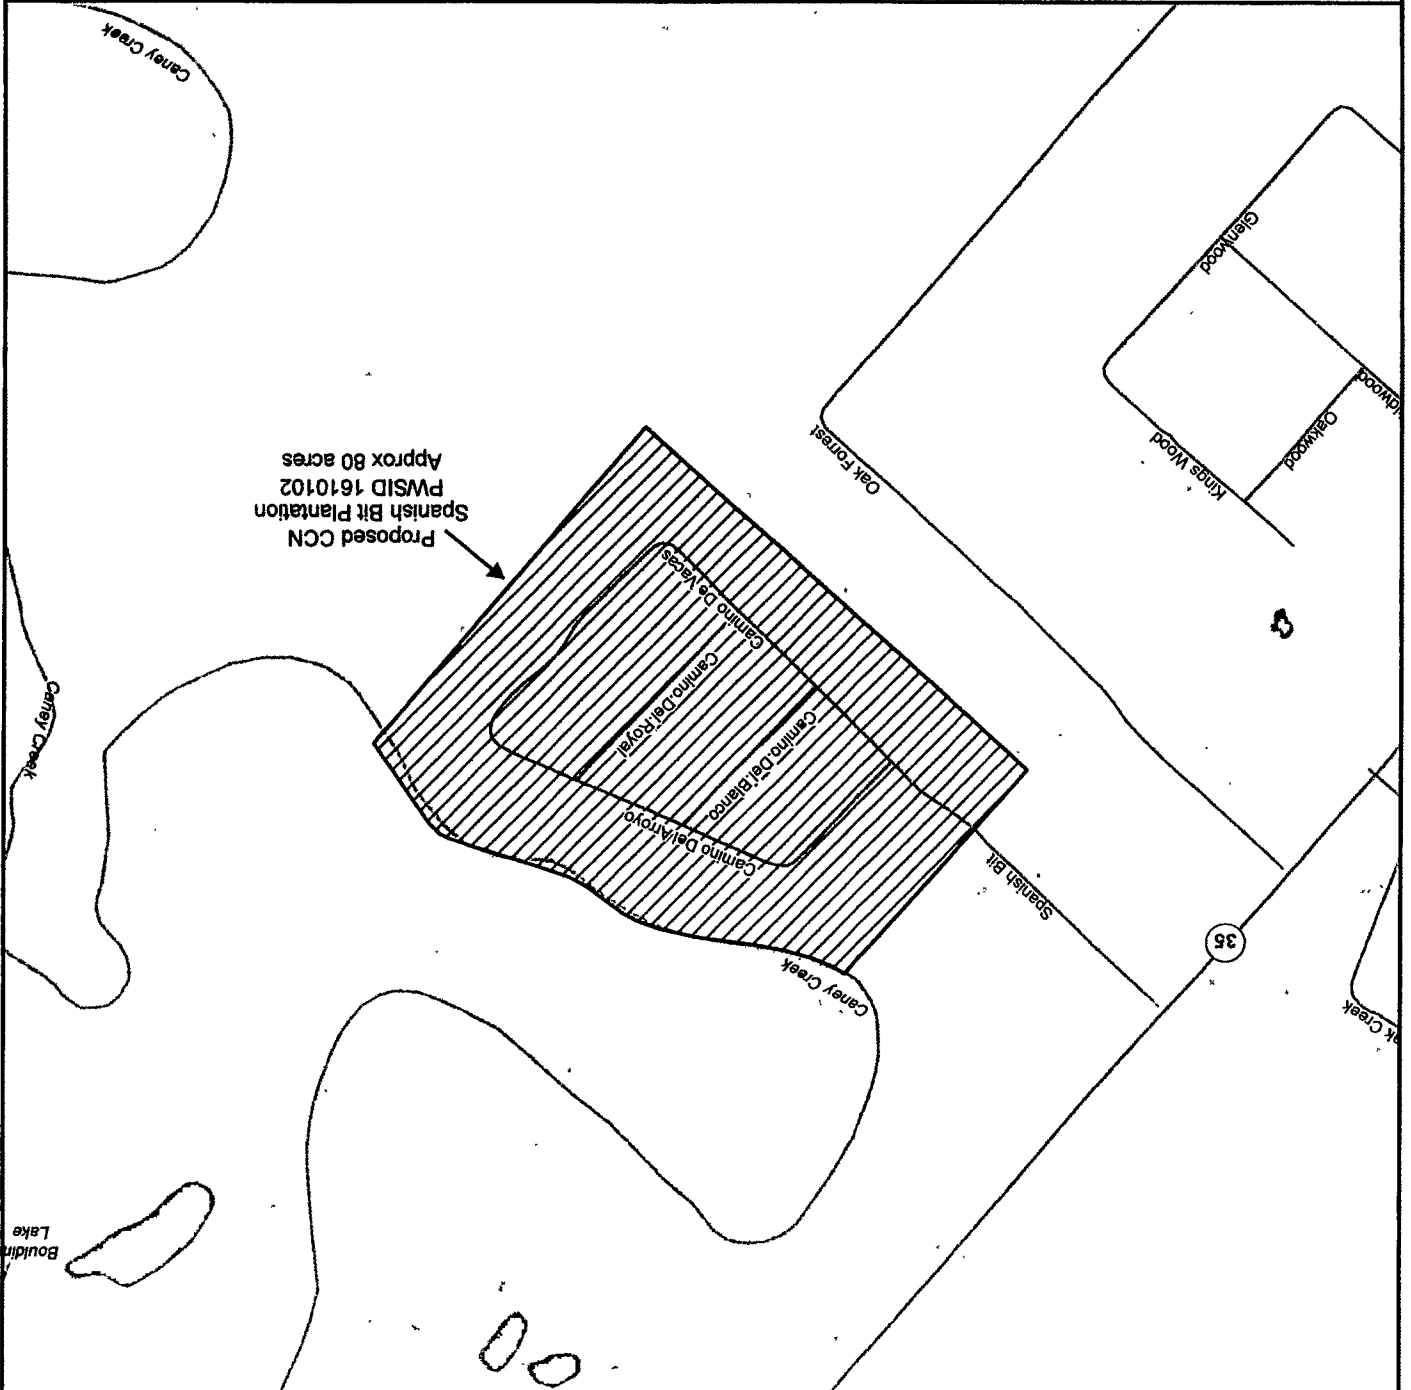 Bouldin
Lake
Caney Creek
35
Spanish Bit
Camino Del Arroyo
Camino.Del.Blanco
Camino.Del.Royal
Camino De Vacas
Caney Creek
Proposed CCN
Spanish Bit Plantation
PWSID 1610102
Approx 80 acres
Oak Forrest
Kings Wood
Oakwood
Glenwood
Caney Creek